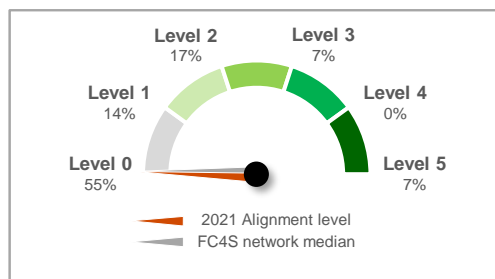 Level 2
17%
Level 3
7%
Level 1
14%
Level 4
0%
Level 0
55%
Level 5
7%
2021 Alignment level
FC4S network median